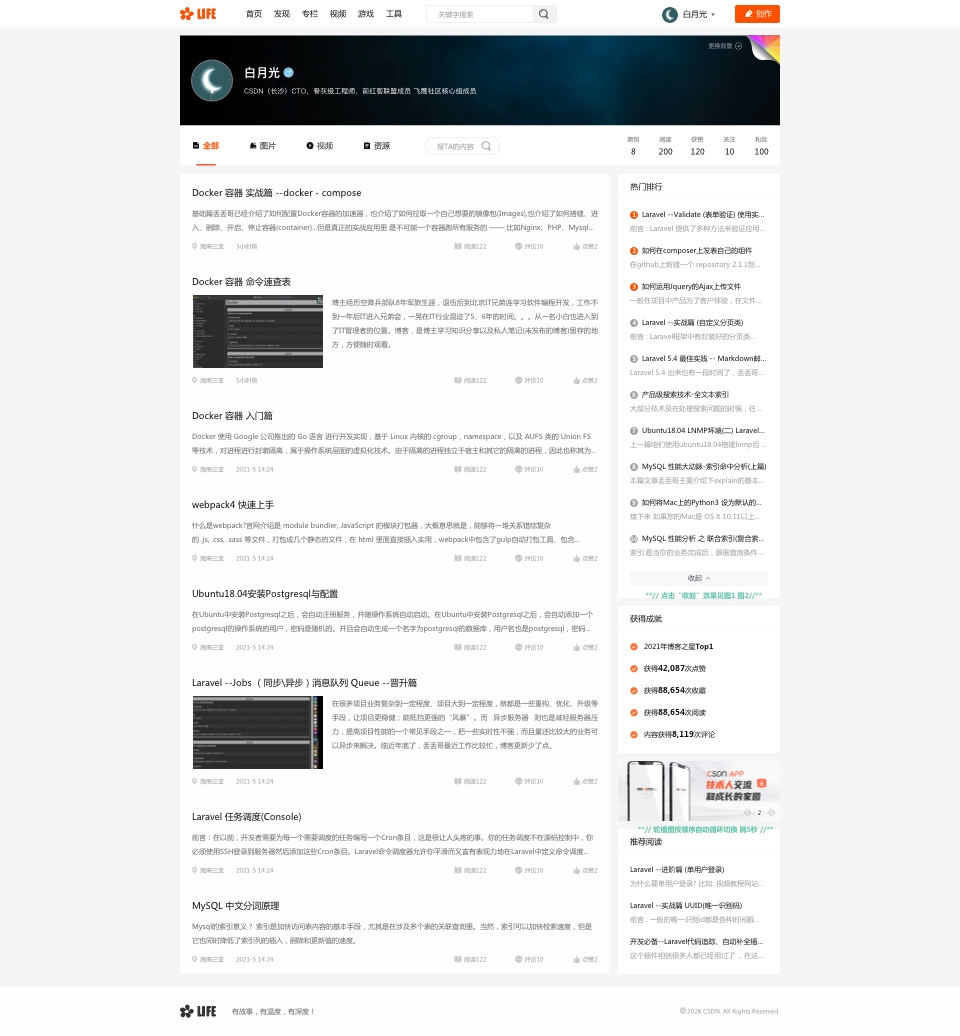 LIFE
首页 发现 专栏 视频 游戏 工具
关键字搜索
白月光
创作
更换背景
白月光
CSDN（长沙）CTO，骨灰级工程师，前红客联盟成员 飞鹰社区核心组成员
全部 图片 视频 资源
搜TA的内容
原创 阅读 获赞 关注 粉丝
8 200 120 10 100
Docker 容器 实战篇 --docker - compose
基础篇丢丢哥已经介绍了如何配置Docker容器的加速器，也介绍了如何拉取一个自己想要的镜像包(Images),也介绍了如何搭建、进
入、删除、开启、停止容器(container)...但是真正的实战应用里 是不可能一个容器跑所有服务的 —— 比如Nginx、PHP、Mysql...
海南三亚 3小时前 阅读122 评论10 点赞2
Docker 容器 命令速查表
博主经历空降兵部队8年军旅生涯，退伍后到北京IT兄弟连学习软件编程开发，工作不
到一年后IT进入兄弟会，一晃在IT行业混迹了5、6年的时间。。。从一名小白也进入到
了IT管理者的位置。博客，是博主学习知识分享以及私人笔记(未发布的博客)留存的地
方，方便随时观看。
海南三亚 5小时前 阅读122 评论10 点赞2
Docker 容器 入门篇
Docker 使用 Google 公司推出的 Go 语言 进行开发实现，基于 Linux 内核的 cgroup，namespace，以及 AUFS 类的 Union FS
等技术，对进程进行封装隔离，属于操作系统层面的虚拟化技术。由于隔离的进程独立于宿主和其它的隔离的进程，因此也称其为...
海南三亚 2021-5 14:24 阅读122 评论10 点赞2
webpack4 快速上手
什么是webpack?官网介绍是 module bundler, JavaScript 的模块打包器，大概意思就是，能够将一堆关系错综复杂
的 .js, .css, .sass 等文件，打包成几个静态的文件，在 html 里面直接插入实用，webpack中包含了gulp自动打包工具、包含...
海南三亚 2021-5 14:24 阅读122 评论10 点赞2
Ubuntu18.04安装Postgresql与配置
在Ubuntu中安装Postgresql之后，会自动注册服务，并随操作系统自动启动。在Ubuntu中安装Postgresql之后，会自动添加一个
postgresql的操作系统的用户，密码是随机的。并且会自动生成一个名字为postgresql的数据库，用户名也是postgresql，密码...
海南三亚 2021-5 14:24 阅读122 评论10 点赞2
Laravel --Jobs （ 同步\异步 ) 消息队列 Queue --晋升篇
在很多项目业务复杂到一定程度、项目大到一定程度，就都是一些重构、优化、升级等
手段，让项目更稳健；能抵挡更强的“风暴”。而 异步服务器 则也是减轻服务器压
力，提高项目性能的一个常见手段之一，把一些实时性不强，而且量还比较大的业务可
以异步来解决。临近年底了，丢丢哥最近工作比较忙，博客更新少了点。
海南三亚 2021-5 14:24 阅读122 评论10 点赞2
Laravel 任务调度(Console)
前言：在以前，开发者需要为每一个需要调度的任务编写一个Cron条目，这是很让人头疼的事。你的任务调度不在源码控制中，你
必须使用SSH登录到服务器然后添加这些Cron条目。Laravel命令调度器允许你平滑而又富有表现力地在Laravel中定义命令调度...
海南三亚 2021-5 14:24 阅读122 评论10 点赞2
MySQL 中文分词原理
Mysql的索引意义？ 索引是加快访问表内容的基本手段，尤其是在涉及多个表的关联查询里。当然，索引可以加快检索速度，但是
它也同时降低了索引列的插入，删除和更新值的速度。
海南三亚 2021-5 14:24 阅读122 评论10 点赞2
热门排行
1 Laravel --Validate (表单验证) 使用实...
前言 : Laravel 提供了多种方法来验证应用...
2 如何在composer上发表自己的组件
在github上新建一个 repository 2.1.1创...
3 如何运用Jquery的Ajax上传文件
一般在项目中产品为了客户体验，在文件...
4 Laravel --实战篇 (自定义分页类)
前言 : Laravel框架中有封装好的分页类...
5 Laravel 5.4 最佳实践 -- Markdown邮...
Laravel 5.4 出来也有一段时间了，丢丢哥...
6 产品级搜索技术-全文本索引
大部分技术员在处理搜索问题的时候，往...
7 Ubuntu18.04 LNMP环境(二) Laravel...
上一篇咱们使用ubuntu18.04搭建lnmp后 ...
8 MySQL 性能大动脉-索引命中分析(上篇)
本篇文章丢丢哥主要介绍下explain的基本...
9 如何将Mac上的Python3 设为默认的...
接下来 如果您的Mac是 OS X 10.11以上...
10 MySQL 性能分析 之 联合索引(复合索...
索引:是当你的业务完成后，跟据查询条件...
收起
**// 点击“收起”效果见图1 图2//**
获得成就
2021年博客之星Top1
获得42,087次点赞
获得88,654次收藏
获得88,654次阅读
内容获得8,119次评论
CSDN APP
技术人交流
和成长的家园
2
**// 轮播图按顺序自动循环切换 隔5秒 //**
推荐阅读
Laravel --进阶篇 (单用户登录)
为什么要单用户登录? 比如: 视频教程网站...
Laravel --实战篇 UUID(唯一识别码)
前言 : 一般的唯一识别id都是各种时间戳...
开发必备--Laravel代码追踪、自动补全插...
这个插件相信很多人都已经用过了 ，在这...
LIFE
有故事，有温度，有深度！
© 2028 CSDN. All Rights Reserved.